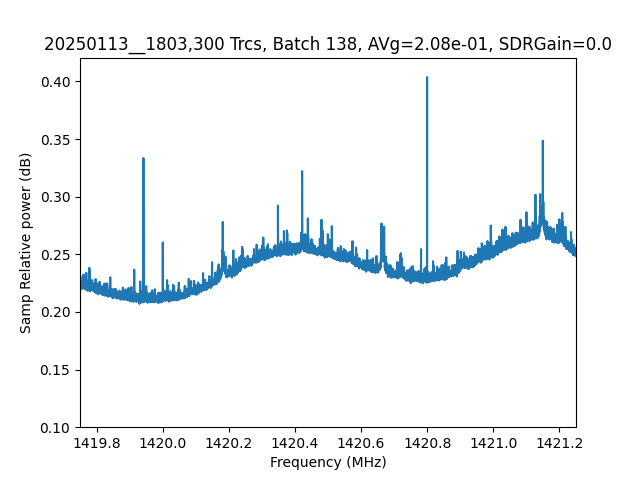 20250113__1803,300 Trcs, Batch 138, AVg=2.08e-01, SDRGain=0.0
0.40
0.35
0.30
0.25
0.20
0.15
0.10
Samp Relative power (dB)
1419.8 1420.0 1420.2 1420.4 1420.6 1420.8 1421.0 1421.2
Frequency (MHz)